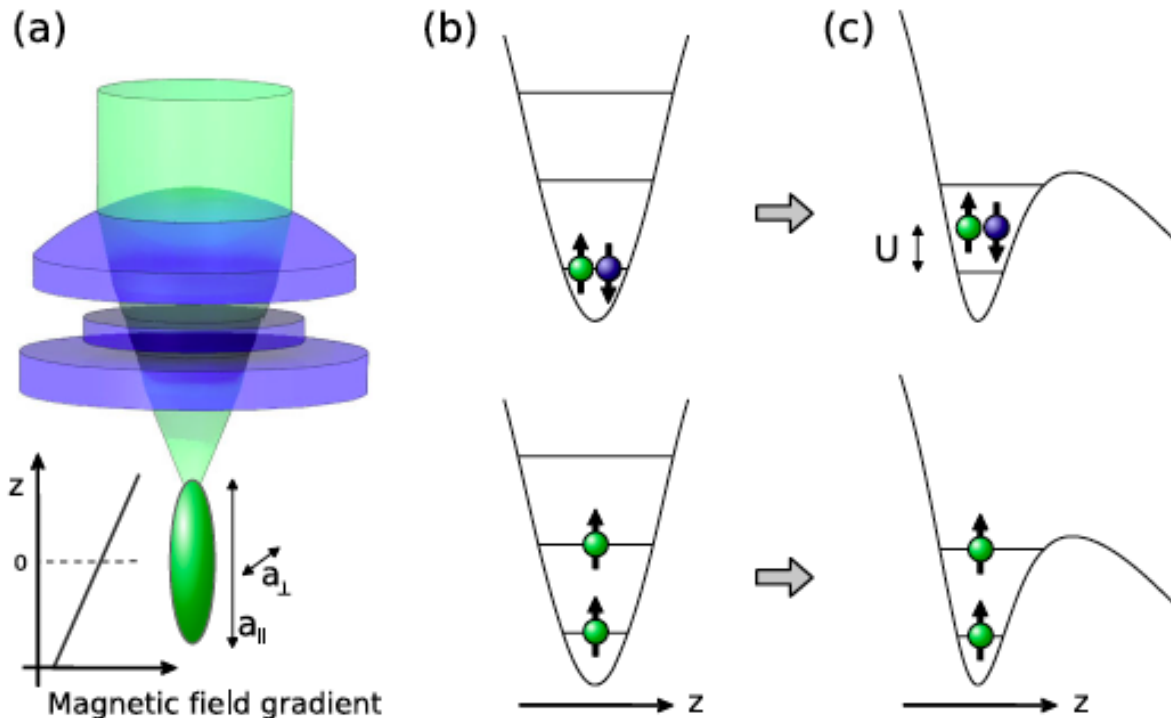 (a)
(b)
(c)
U
z
0
a⊥
a||
Magnetic field gradient
z
z